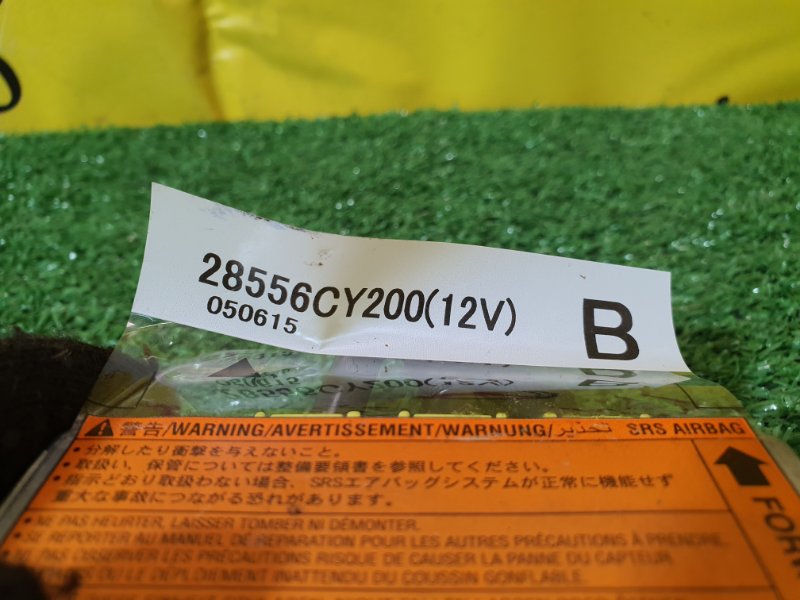 28556CY200(12V)
050615
B
警告/WARNING/AVERTISSEMENT/WARNUNG/تحذير SRS AIRBAG
・分解したり衝撃を与えないこと。
・取扱い、保管については整備要領書を参照してください。
・指示どおり取扱わない場合、SRSエアバッグシステムが正常に機能せず
重大な事故につながる恐れがあります。
・NE PAS HEURTER, LAISSER TOMBER NI DÉMONTER.
・SE REPORTER AU MANUEL DE RÉPARATION POUR LES AUTRES PRÉCAUTIONS À PRENDRE.
NE PAS OBSERVER LES PRÉCAUTIONS RISQUE DE CAUSER LA PANNE DU CAPTEUR
OU LE DÉPLOIEMENT INATTENDU DU COUSSIN GONFLABLE.